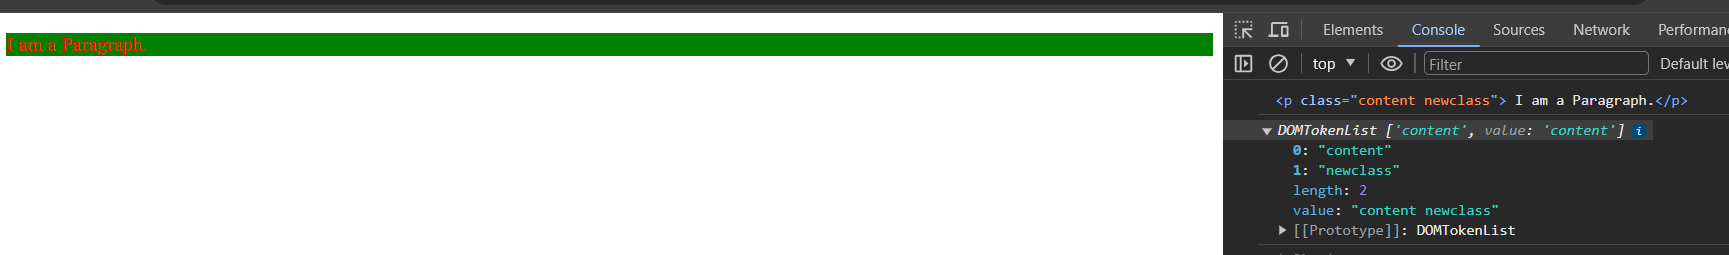 I am a Paragraph.
Elements Console Sources Network Performan
top Filter Default lev
<p class="content newclass"> I am a Paragraph.</p>
DOMTokenList ['content', value: 'content'] i
0: "content"
1: "newclass"
length: 2
value: "content newclass"
[[Prototype]]: DOMTokenList